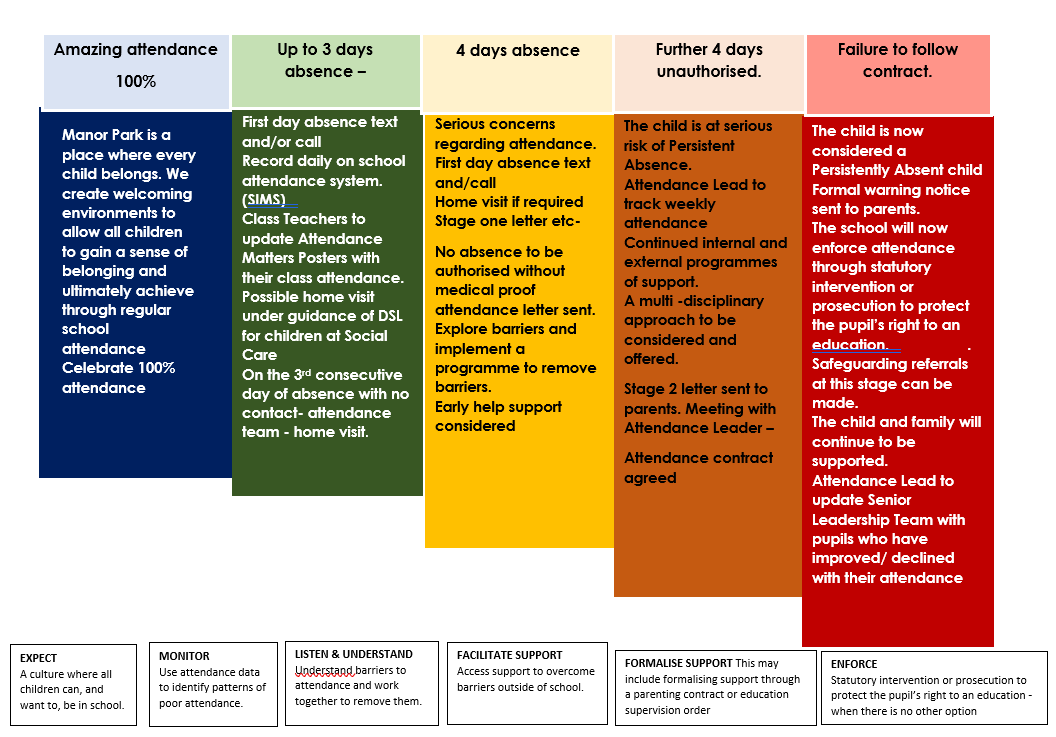 Amazing attendance
100%
Up to 3 days
absence –
4 days absence
Further 4 days
unauthorised.
Failure to follow
contract.
Manor Park is a
place where every
child belongs. We
create welcoming
environments to
allow all children
to gain a sense of
belonging and
ultimately achieve
through regular
school
attendance
Celebrate 100%
attendance
First day absence text
and/or call
Record daily on school
attendance system.
(SIMS)
Class Teachers to
update Attendance
Matters Posters with
their class attendance.
Possible home visit
under guidance of DSL
for children at Social
Care
On the 3rd consecutive
day of absence with no
contact- attendance
team - home visit.
Serious concerns
regarding attendance.
First day absence text
and/call
Home visit if required
Stage one letter etc-
No absence to be
authorised without
medical proof
attendance letter sent.
Explore barriers and
implement a
programme to remove
barriers.
Early help support
considered
The child is at serious
risk of Persistent
Absence.
Attendance Lead to
track weekly
attendance
Continued internal and
external programmes
of support.
A multi -disciplinary
approach to be
considered and
offered.
Stage 2 letter sent to
parents. Meeting with
Attendance Leader –
Attendance contract
agreed
The child is now
considered a
Persistently Absent child
Formal warning notice
sent to parents.
The school will now
enforce attendance
through statutory
intervention or
prosecution to protect
the pupil's right to an
education. .
Safeguarding referrals
at this stage can be
made.
The child and family will
continue to be
supported.
Attendance Lead to
update Senior
Leadership Team with
pupils who have
improved/ declined
with their attendance
EXPECT
A culture where all
children can, and
want to, be in school.
MONITOR
Use attendance data
to identify patterns of
poor attendance.
LISTEN & UNDERSTAND
Understand barriers to
attendance and work
together to remove them.
FACILITATE SUPPORT
Access support to overcome
barriers outside of school.
FORMALISE SUPPORT This may
include formalising support through
a parenting contract or education
supervision order
ENFORCE
Statutory intervention or prosecution to
protect the pupil's right to an education -
when there is no other option